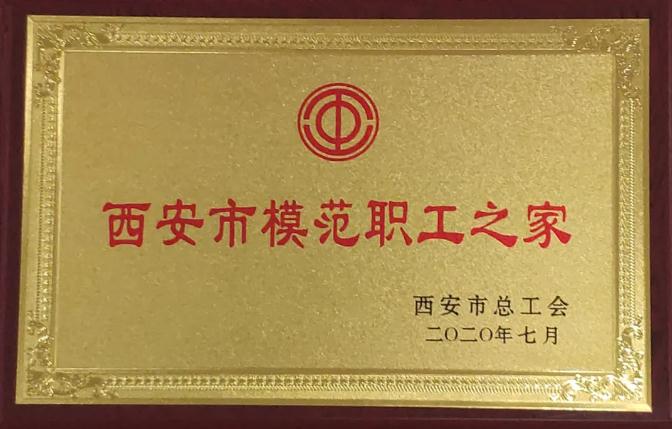 西安市模范职工之家
西安市总工会
二〇二〇年七月